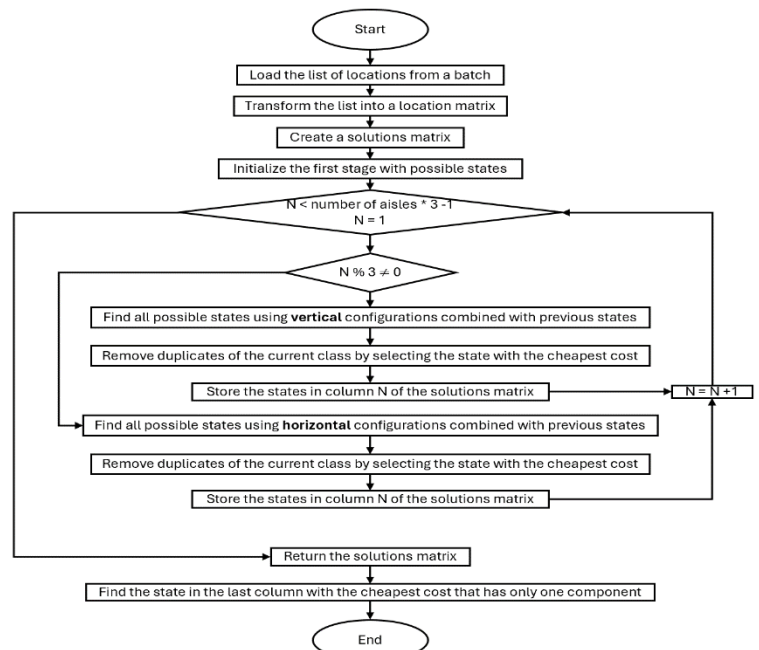 Start
Load the list of locations from a batch
Transform the list into a location matrix
Create a solutions matrix
Initialize the first stage with possible states
N < number of aisles * 3 -1
N = 1
N % 3 ≠ 0
Find all possible states using vertical configurations combined with previous states
Remove duplicates of the current class by selecting the state with the cheapest cost
Store the states in column N of the solutions matrix
N = N +1
Find all possible states using horizontal configurations combined with previous states
Remove duplicates of the current class by selecting the state with the cheapest cost
Store the states in column N of the solutions matrix
Return the solutions matrix
Find the state in the last column with the cheapest cost that has only one component
End